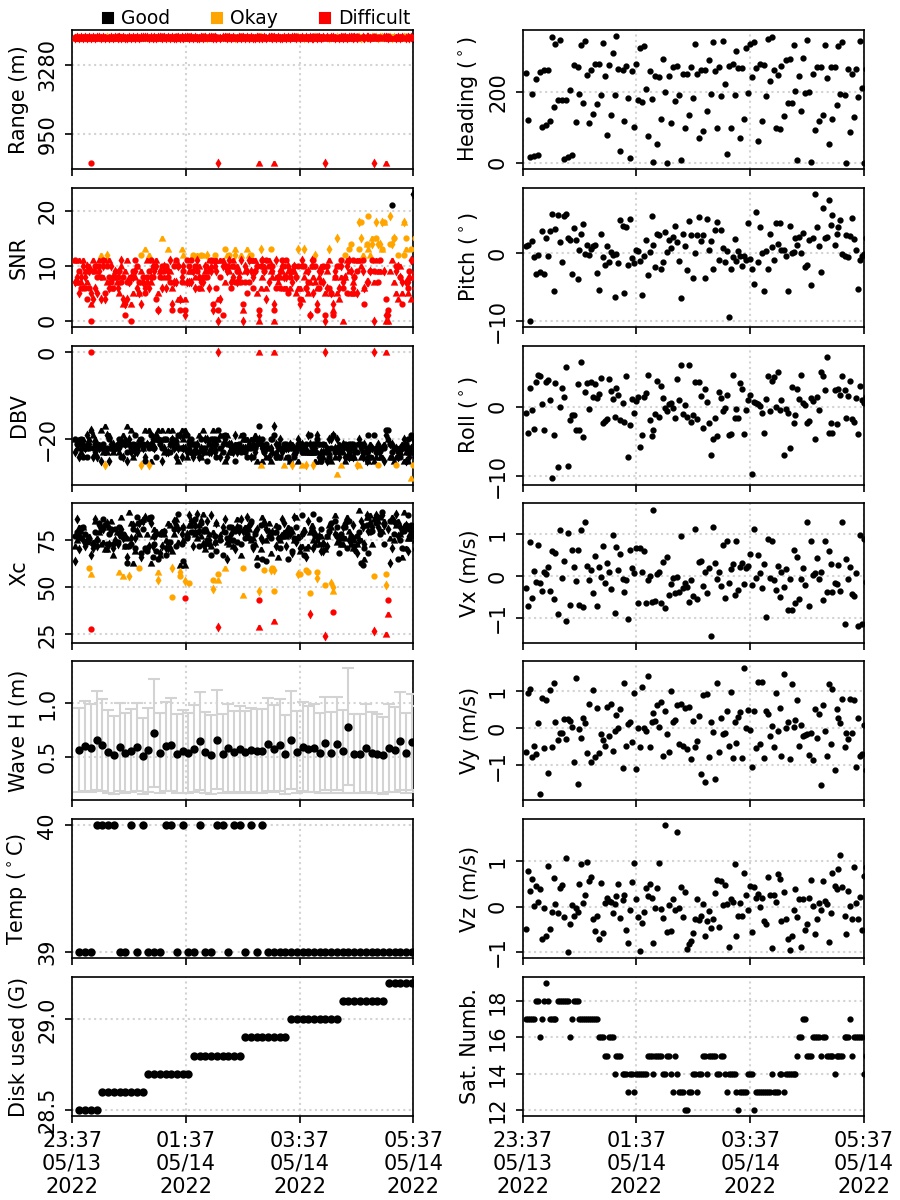 Good Okay Difficult
Range (m)
3280
950
Heading (°)
200
0
SNR
20
10
0
Pitch (°)
0
−10
DBV
0
−20
Roll (°)
0
−10
Xc
75
50
25
Vx (m/s)
1
0
−1
Wave H (m)
1.0
0.5
Vy (m/s)
1
0
−1
Temp (°C)
40
39
Vz (m/s)
1
0
−1
Disk used (G)
29.0
28.5
Sat. Numb.
18
16
14
12
23:37 01:37 03:37 05:37
05/13 05/14 05/14 05/14
2022 2022 2022 2022
23:37 01:37 03:37 05:37
05/13 05/14 05/14 05/14
2022 2022 2022 2022